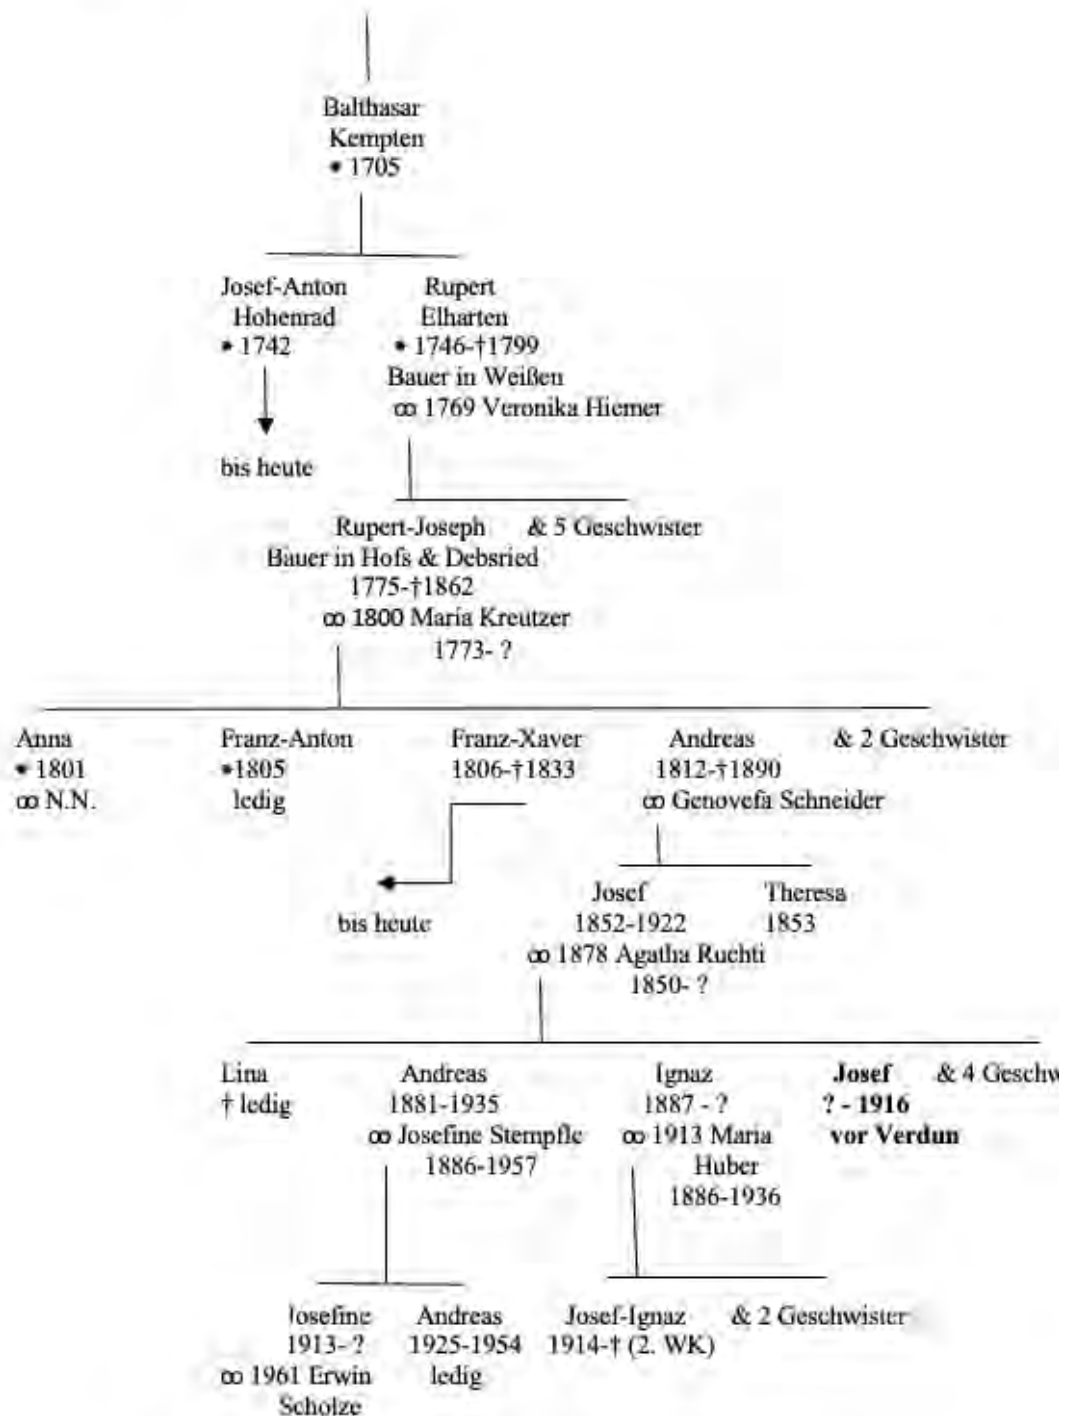 Balthasar
Kempten
* 1705
Josef-Anton
Hohenrad
* 1742
bis heute
Rupert
Elharten
* 1746-†1799
Bauer in Weißen
∞ 1769 Veronika Hiemer
Rupert-Joseph & 5 Geschwister
Bauer in Hofs & Debsried
1775-†1862
∞ 1800 Maria Kreutzer
1773- ?
Anna
* 1801
∞ N.N.
Franz-Anton
*1805
ledig
Franz-Xaver
1806-†1833
bis heute
Andreas
1812-†1890
∞ Genovefa Schneider
& 2 Geschwister
Josef
1852-1922
∞ 1878 Agatha Ruchti
1850- ?
Theresa
1853
Lina
† ledig
Andreas
1881-1935
∞ Josefine Stempfle
1886-1957
Ignaz
1887 - ?
∞ 1913 Maria
Huber
1886-1936
Josef
? - 1916
vor Verdun
& 4 Geschw
Josefine
1913- ?
∞ 1961 Erwin
Scholze
Andreas
1925-1954
ledig
Josef-Ignaz
1914-† (2. WK)
& 2 Geschwister